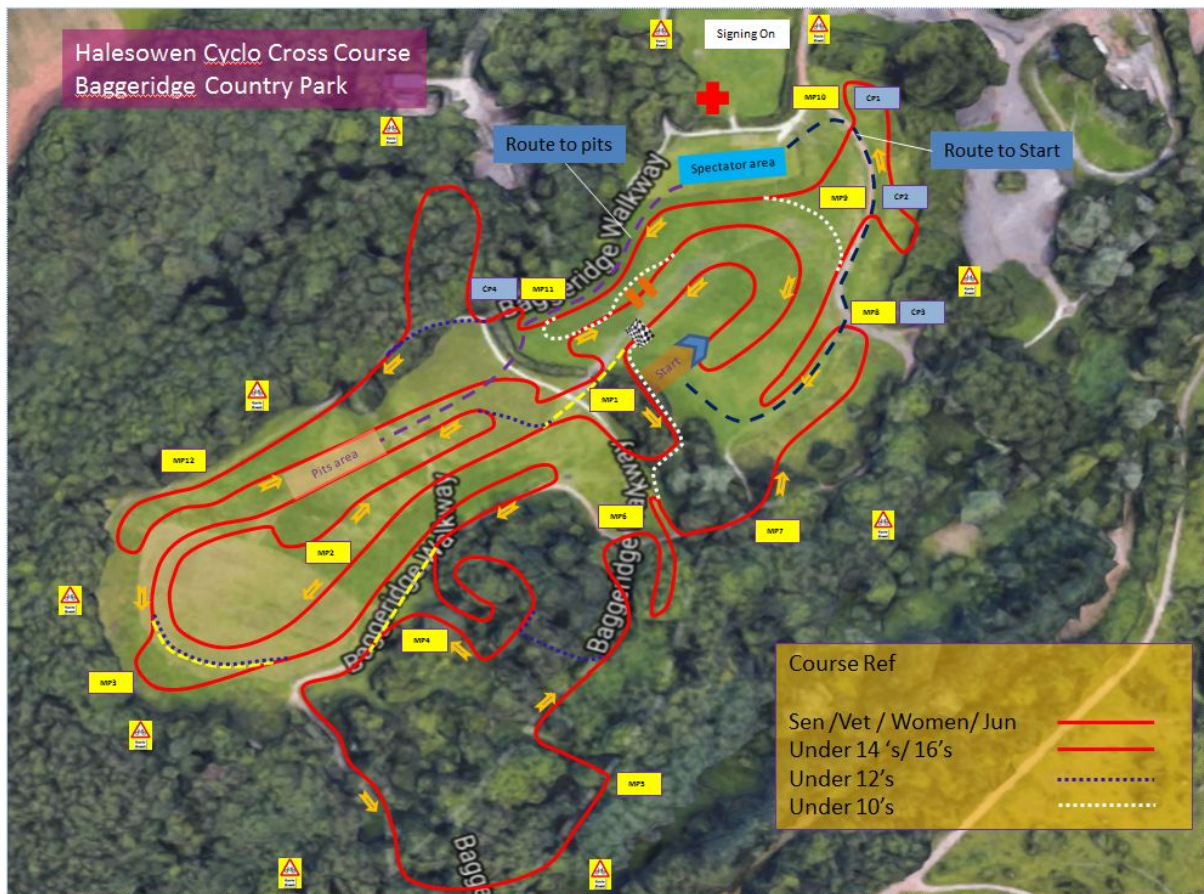 Halesowen Cyclo Cross Course
Baggeridge Country Park
Signing On
MP10
CP1
Route to pits
Route to Start
Spectator area
Baggeridge Walkway
MP9
CP2
CP4
MP11
MP8
CP3
Start
MP1
MP12
Pits area
Baggeridge Walkway
MP6
MP7
MP2
Baggeridge Walkway
MP4
MP3
MP5
Bagge
Course Ref
Sen /Vet / Women/ Jun
Under 14 's/ 16's
Under 12's
Under 10's